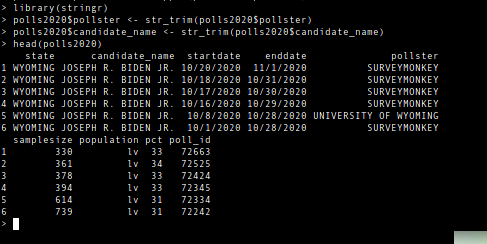 > library(stringr)
> polls2020$pollster <- str_trim(polls2020$pollster)
> polls2020$candidate_name <- str_trim(polls2020$candidate_name)
> head(polls2020)
    state      candidate_name  startdate    enddate              pollster
1 WYOMING JOSEPH R. BIDEN JR. 10/20/2020  11/1/2020          SURVEYMONKEY
2 WYOMING JOSEPH R. BIDEN JR. 10/18/2020 10/31/2020          SURVEYMONKEY
3 WYOMING JOSEPH R. BIDEN JR. 10/17/2020 10/30/2020          SURVEYMONKEY
4 WYOMING JOSEPH R. BIDEN JR. 10/16/2020 10/29/2020          SURVEYMONKEY
5 WYOMING JOSEPH R. BIDEN JR.  10/8/2020 10/28/2020 UNIVERSITY OF WYOMING
6 WYOMING JOSEPH R. BIDEN JR.  10/1/2020 10/28/2020          SURVEYMONKEY
  samplesize population pct poll_id
1        330         lv  33   72663
2        361         lv  34   72525
3        378         lv  33   72424
4        394         lv  33   72345
5        614         lv  31   72334
6        739         lv  31   72242
>